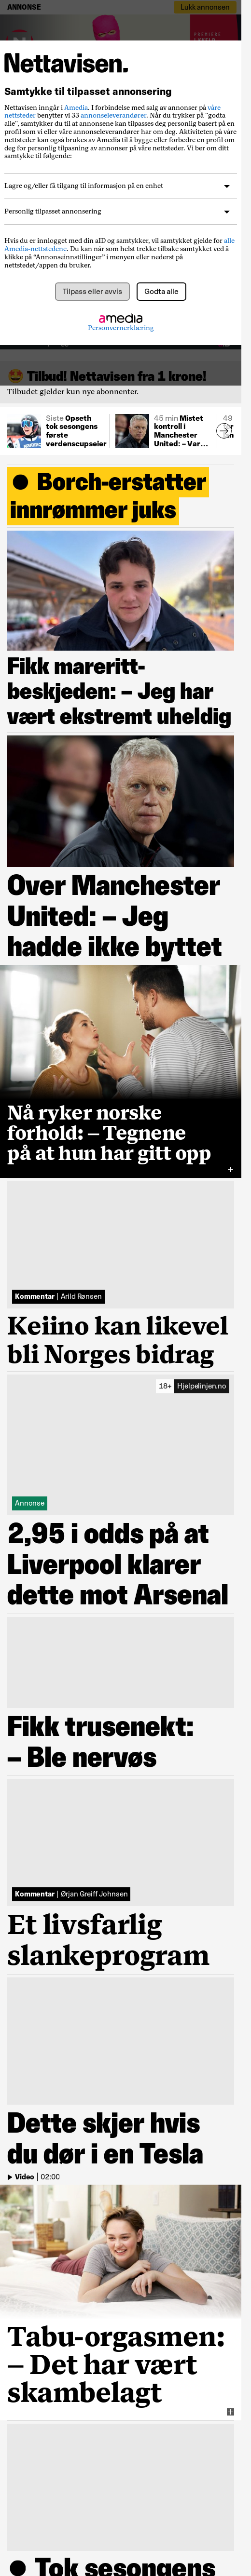 ANNONSE
Lukk annonsen
Nettavisen.
Samtykke til tilpasset annonsering
Nettavisen inngår i Amedia. I forbindelse med salg av annonser på våre
nettsteder benytter vi 33 annonseleverandører. Når du trykker på "godta
alle", samtykker du til at annonsene kan tilpasses deg personlig basert på en
profil som vi eller våre annonseleverandører har om deg. Aktiviteten på våre
nettsteder kan også brukes av Amedia til å bygge eller forbedre en profil om
deg for personlig tilpasning av annonser på våre nettsteder. Vi ber om ditt
samtykke til følgende:
Lagre og/eller få tilgang til informasjon på en enhet
Personlig tilpasset annonsering
Hvis du er innlogget med din aID og samtykker, vil samtykket gjelde for alle
Amedia-nettstedene. Du kan når som helst trekke tilbake samtykket ved å
klikke på “Annonseinnstillinger” i menyen eller nederst på
nettstedet/appen du bruker.
Tilpass eller avvis
Godta alle
amedia
Personvernerklæring
🤩 Tilbud! Nettavisen fra 1 krone!
Tilbudet gjelder kun nye abonnenter.
Siste Opseth
tok sesongens
første
verdenscupseier
45 min Mistet
kontroll i
Manchester
United: – Var…
49
Borch-erstatter
innrømmer juks
Fikk mareritt-
beskjeden: – Jeg har
vært ekstremt uheldig
Over Manchester
United: – Jeg
hadde ikke byttet
Nå ryker norske
forhold: – Tegnene
på at hun har gitt opp
Kommentar | Arild Rønsen
Keiino kan likevel
bli Norges bidrag
18+ Hjelpelinjen.no
Annonse
2,95 i odds på at
Liverpool klarer
dette mot Arsenal
Fikk trusenekt:
– Ble nervøs
Kommentar | Ørjan Greiff Johnsen
Et livsfarlig
slankeprogram
Dette skjer hvis
du dør i en Tesla
Video | 02:00
Tabu-orgasmen:
– Det har vært
skambelagt
Tok sesongens